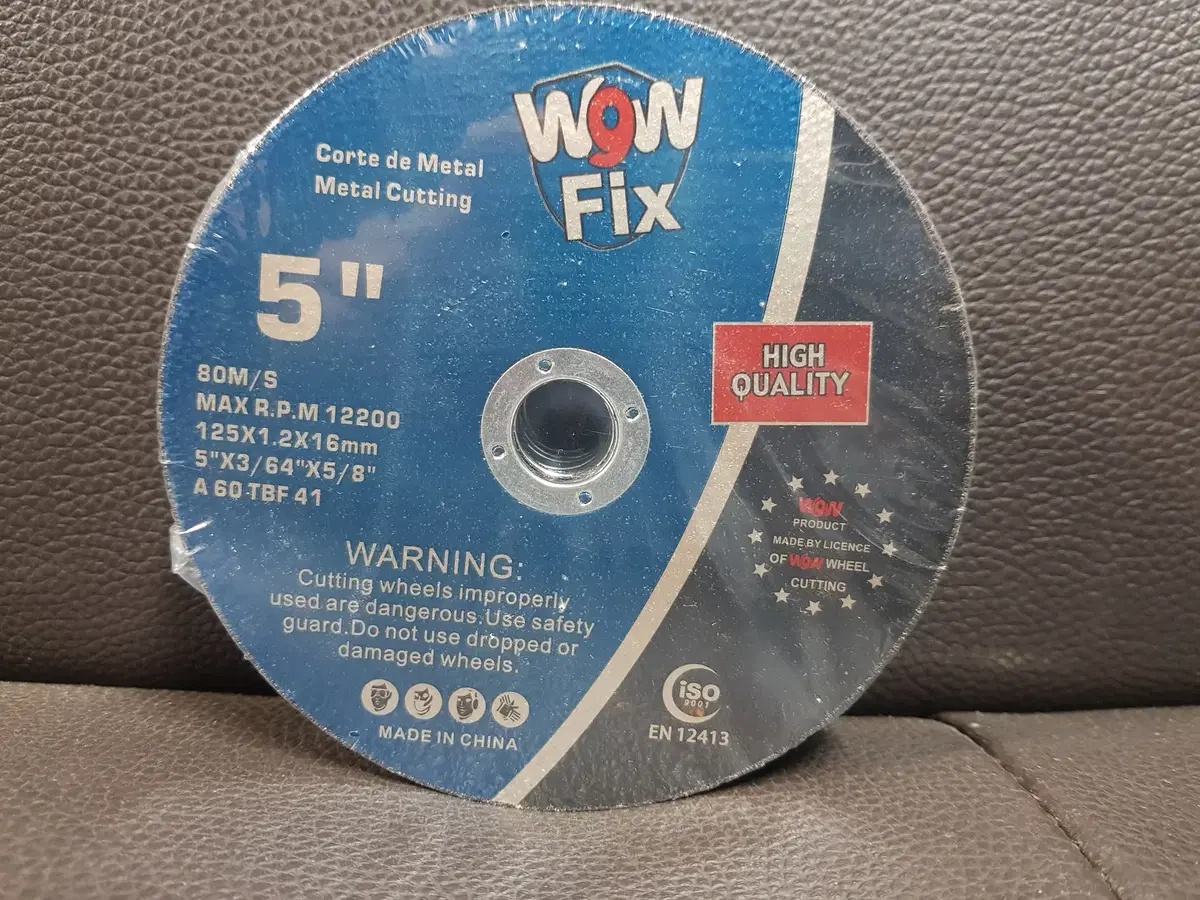 W9W
Fix
Corte de Metal
Metal Cutting
5"
80M/S
MAX R.P.M 12200
125X1.2X16mm
5"X3/64"X5/8"
A 60 TBF 41
HIGH
QUALITY
W9W
PRODUCT
MADE BY LICENCE
OF W9W WHEEL
CUTTING
WARNING:
Cutting wheels improperly
used are dangerous.Use safety
guard.Do not use dropped or
damaged wheels.
MADE IN CHINA
iso
9001
EN 12413